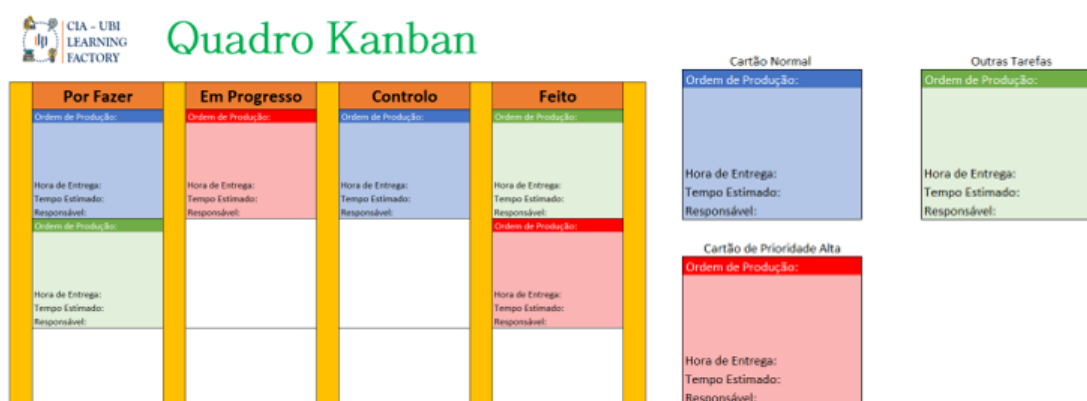 CIA - UBI
LEARNING
FACTORY
Quadro Kanban
Por Fazer
Em Progresso
Controlo
Feito
Ordem de Produção:
Ordem de Produção:
Ordem de Produção:
Ordem de Produção:
Hora de Entrega:
Hora de Entrega:
Hora de Entrega:
Hora de Entrega:
Tempo Estimado:
Tempo Estimado:
Tempo Estimado:
Tempo Estimado:
Responsável:
Responsável:
Responsável:
Responsável:
Ordem de Produção:
Ordem de Produção:
Hora de Entrega:
Hora de Entrega:
Tempo Estimado:
Tempo Estimado:
Responsável:
Responsável:
Cartão Normal
Ordem de Produção:
Hora de Entrega:
Tempo Estimado:
Responsável:
Outras Tarefas
Ordem de Produção:
Hora de Entrega:
Tempo Estimado:
Responsável:
Cartão de Prioridade Alta
Ordem de Produção:
Hora de Entrega:
Tempo Estimado:
Responsável: